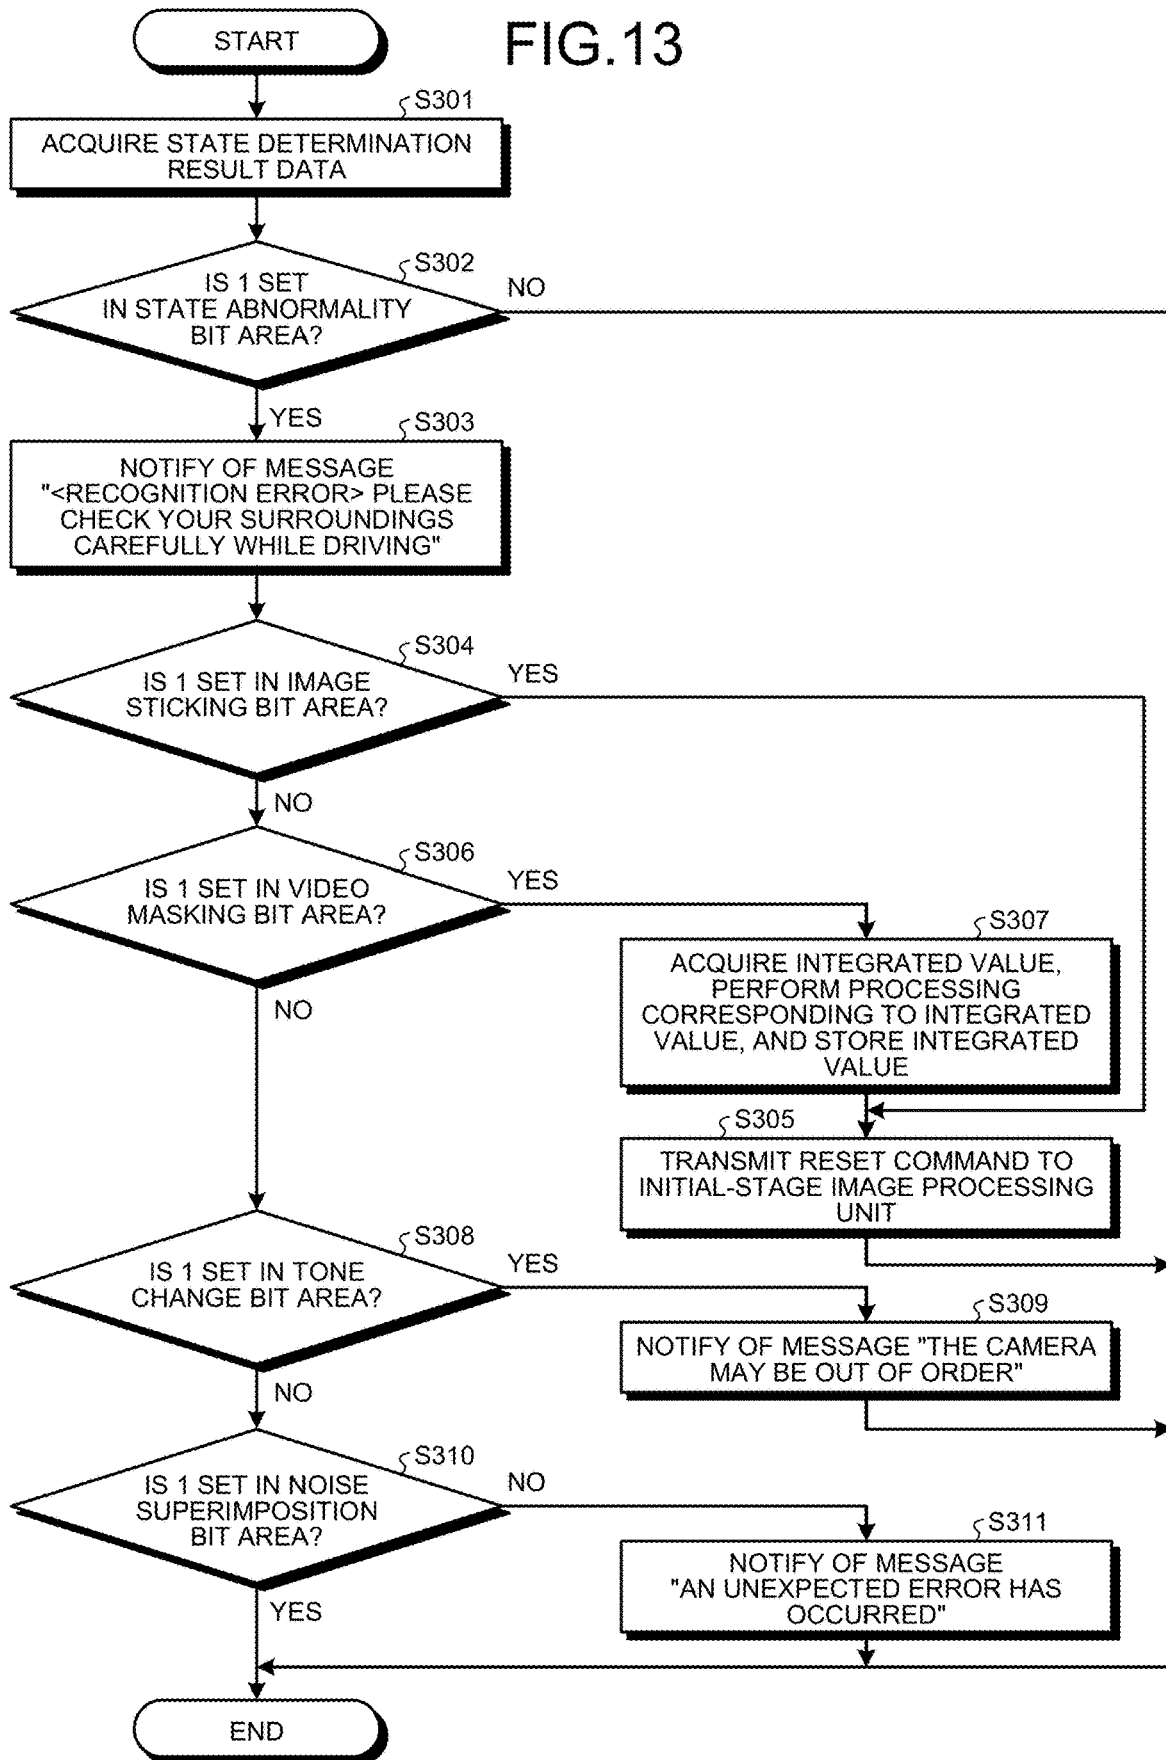 FIG.13
START
S301
ACQUIRE STATE DETERMINATION
RESULT DATA
S302
IS 1 SET
IN STATE ABNORMALITY
BIT AREA?
NO
YES
S303
NOTIFY OF MESSAGE
"<RECOGNITION ERROR> PLEASE
CHECK YOUR SURROUNDINGS
CAREFULLY WHILE DRIVING"
S304
IS 1 SET IN IMAGE
STICKING BIT AREA?
YES
NO
S306
IS 1 SET IN VIDEO
MASKING BIT AREA?
YES
NO
S307
ACQUIRE INTEGRATED VALUE,
PERFORM PROCESSING
CORRESPONDING TO INTEGRATED
VALUE, AND STORE INTEGRATED
VALUE
S305
TRANSMIT RESET COMMAND TO
INITIAL-STAGE IMAGE PROCESSING
UNIT
S308
IS 1 SET IN TONE
CHANGE BIT AREA?
YES
NO
S309
NOTIFY OF MESSAGE "THE CAMERA
MAY BE OUT OF ORDER"
S310
IS 1 SET IN NOISE
SUPERIMPOSITION
BIT AREA?
NO
YES
S311
NOTIFY OF MESSAGE
"AN UNEXPECTED ERROR HAS
OCCURRED"
END